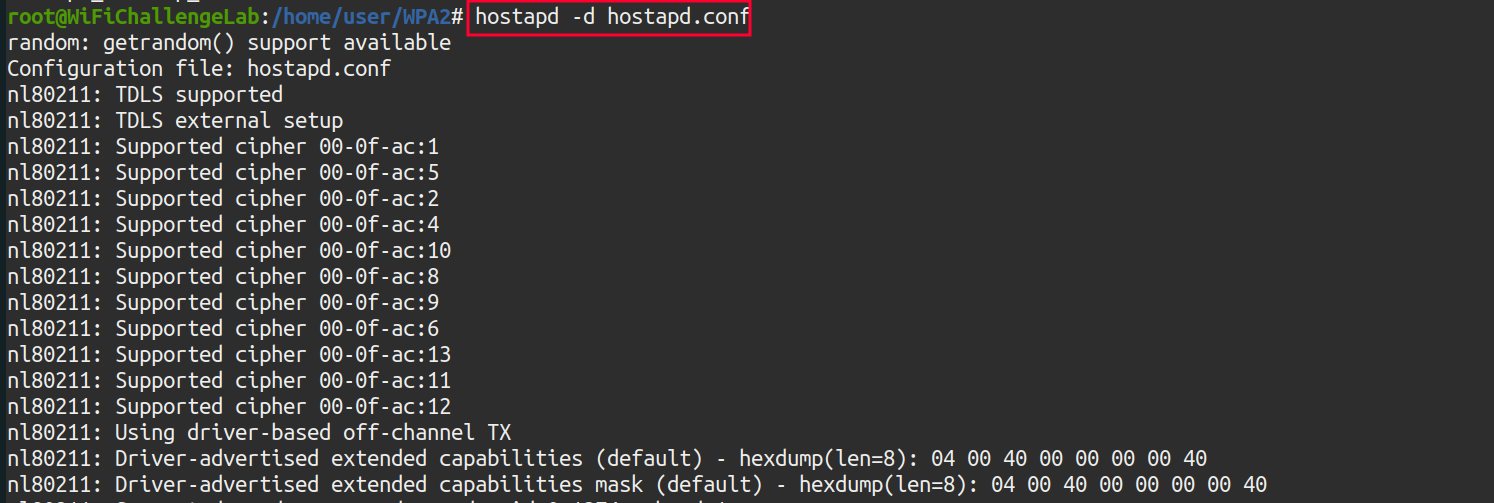 root@WiFiChallengeLab:/home/user/WPA2# hostapd -d hostapd.conf
random: getrandom() support available
Configuration file: hostapd.conf
nl80211: TDLS supported
nl80211: TDLS external setup
nl80211: Supported cipher 00-0f-ac:1
nl80211: Supported cipher 00-0f-ac:5
nl80211: Supported cipher 00-0f-ac:2
nl80211: Supported cipher 00-0f-ac:4
nl80211: Supported cipher 00-0f-ac:10
nl80211: Supported cipher 00-0f-ac:8
nl80211: Supported cipher 00-0f-ac:9
nl80211: Supported cipher 00-0f-ac:6
nl80211: Supported cipher 00-0f-ac:13
nl80211: Supported cipher 00-0f-ac:11
nl80211: Supported cipher 00-0f-ac:12
nl80211: Using driver-based off-channel TX
nl80211: Driver-advertised extended capabilities (default) - hexdump(len=8): 04 00 40 00 00 00 00 40
nl80211: Driver-advertised extended capabilities mask (default) - hexdump(len=8): 04 00 40 00 00 00 00 40